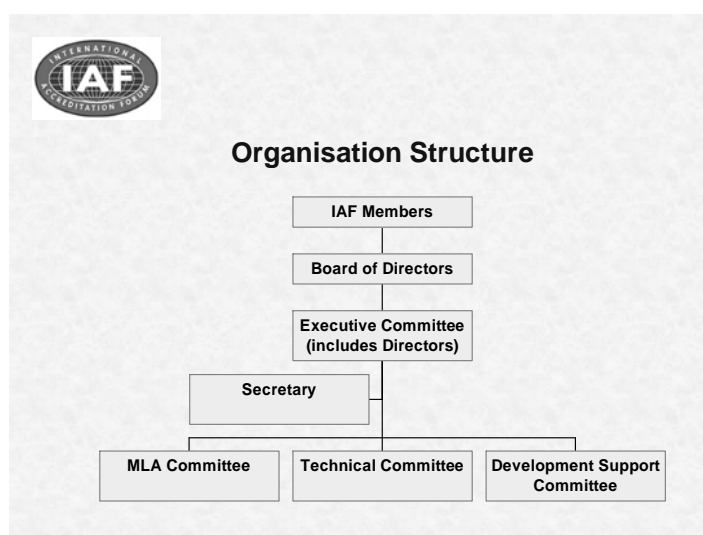 INTERNATIONAL
IAF
ACCREDITATION FORUM
Organisation Structure
IAF Members
Board of Directors
Executive Committee
(includes Directors)
Secretary
MLA Committee
Technical Committee
Development Support
Committee